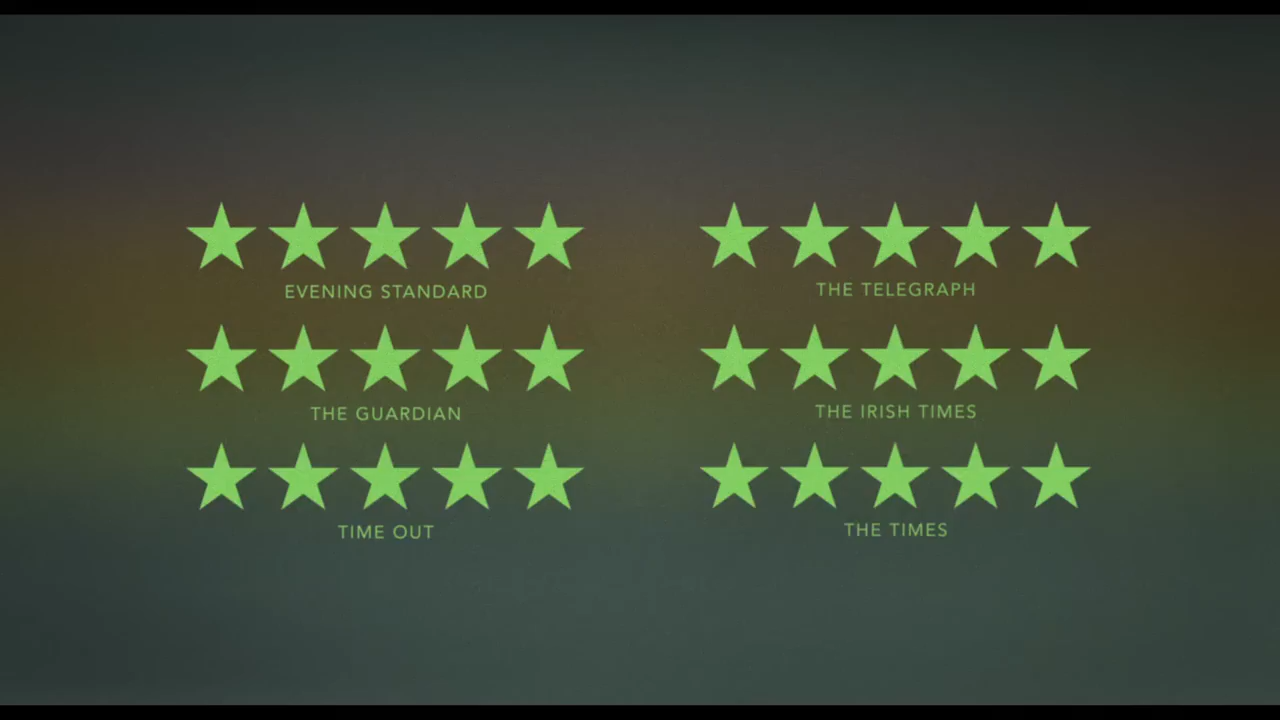 EVENING STANDARD
THE TELEGRAPH
THE GUARDIAN
THE IRISH TIMES
TIME OUT
THE TIMES